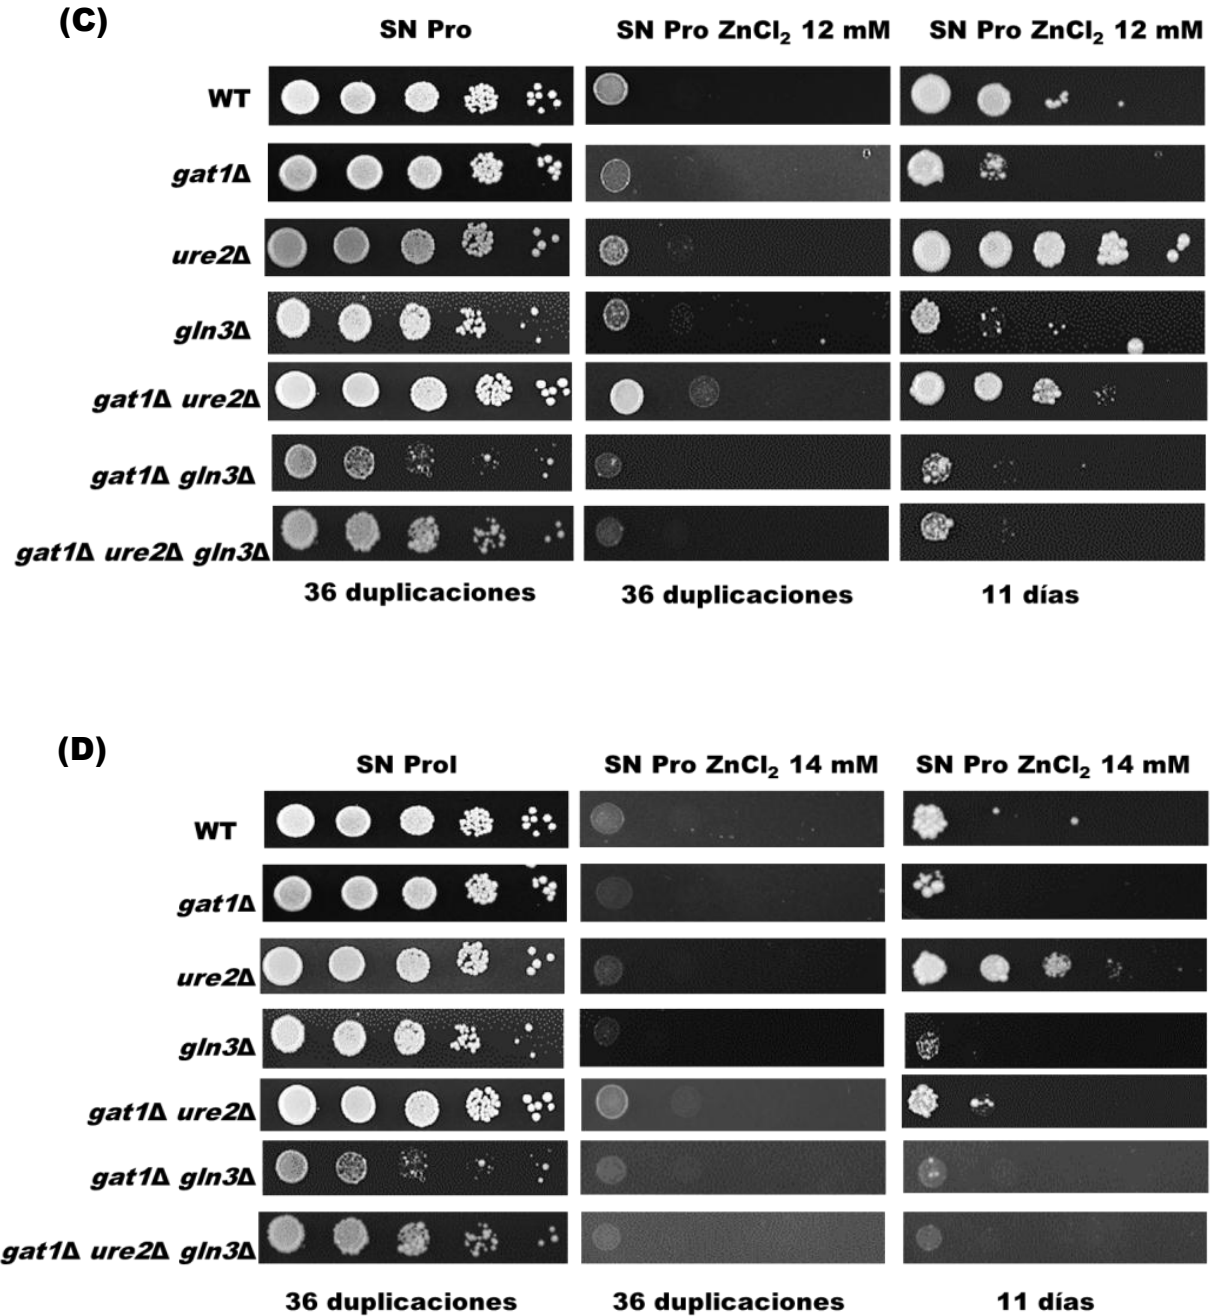 (C)
SN Pro SN Pro ZnCl₂ 12 mM SN Pro ZnCl₂ 12 mM
WT
gat1Δ
ure2Δ
gln3Δ
gat1Δ ure2Δ
gat1Δ gln3Δ
gat1Δ ure2Δ gln3Δ
36 duplicaciones 36 duplicaciones 11 días
(D)
SN Prol SN Pro ZnCl₂ 14 mM SN Pro ZnCl₂ 14 mM
WT
gat1Δ
ure2Δ
gln3Δ
gat1Δ ure2Δ
gat1Δ gln3Δ
gat1Δ ure2Δ gln3Δ
36 duplicaciones 36 duplicaciones 11 días